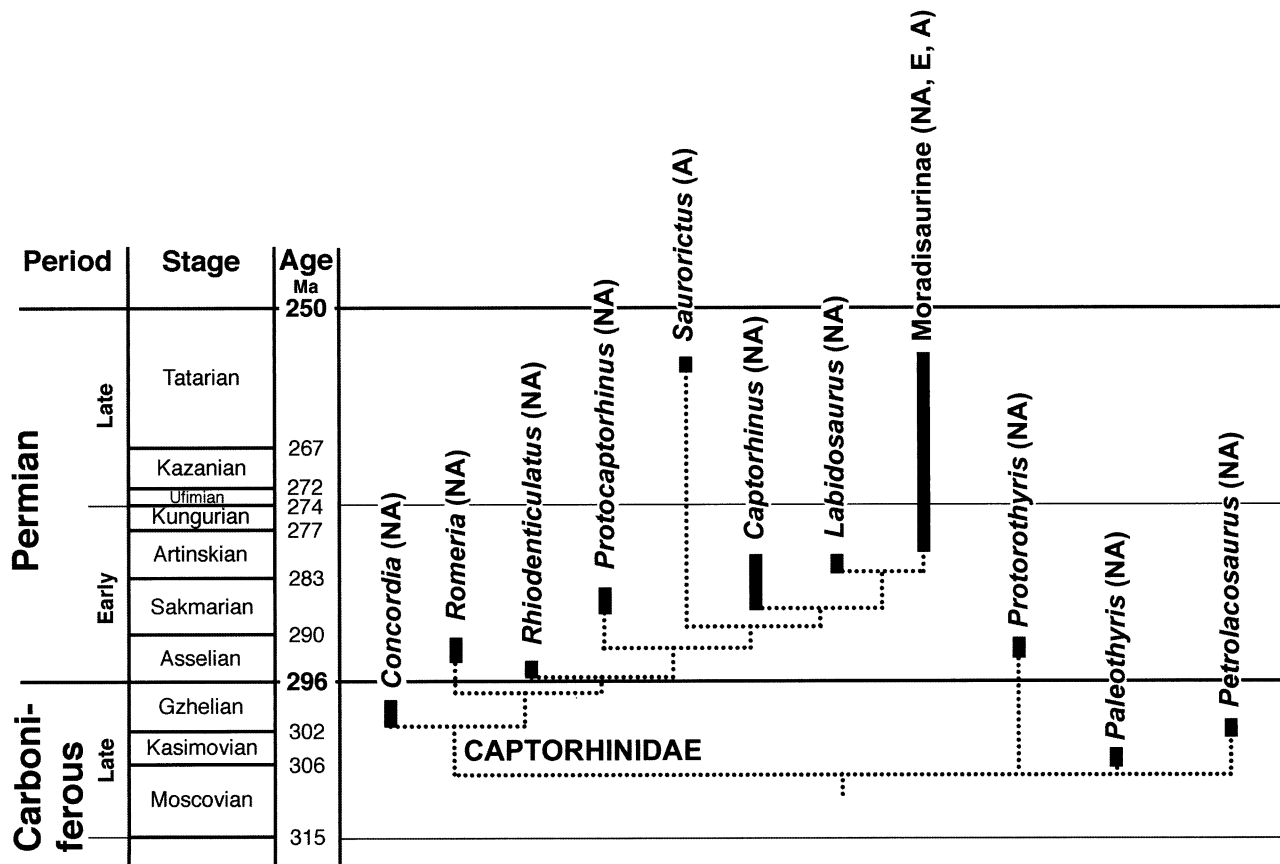 Period
Stage
Age
Ma
250
Tatarian
267
Kazanian
272
Ufimian
274
Kungurian
277
Artinskian
283
Sakmarian
290
Asselian
296
Gzhelian
302
Kasimovian
306
Moscovian
315
Permian
Late
Early
Carboni-
ferous
Late
Concordia (NA)
Romeria (NA)
Rhiodenticulatus (NA)
Protocaptorhinus (NA)
Saurorictus (A)
Captorhinus (NA)
Labidosaurus (NA)
Moradisaurinae (NA, E, A)
Protorothyris (NA)
Paleothyris (NA)
Petrolacosaurus (NA)
CAPTORHINIDAE